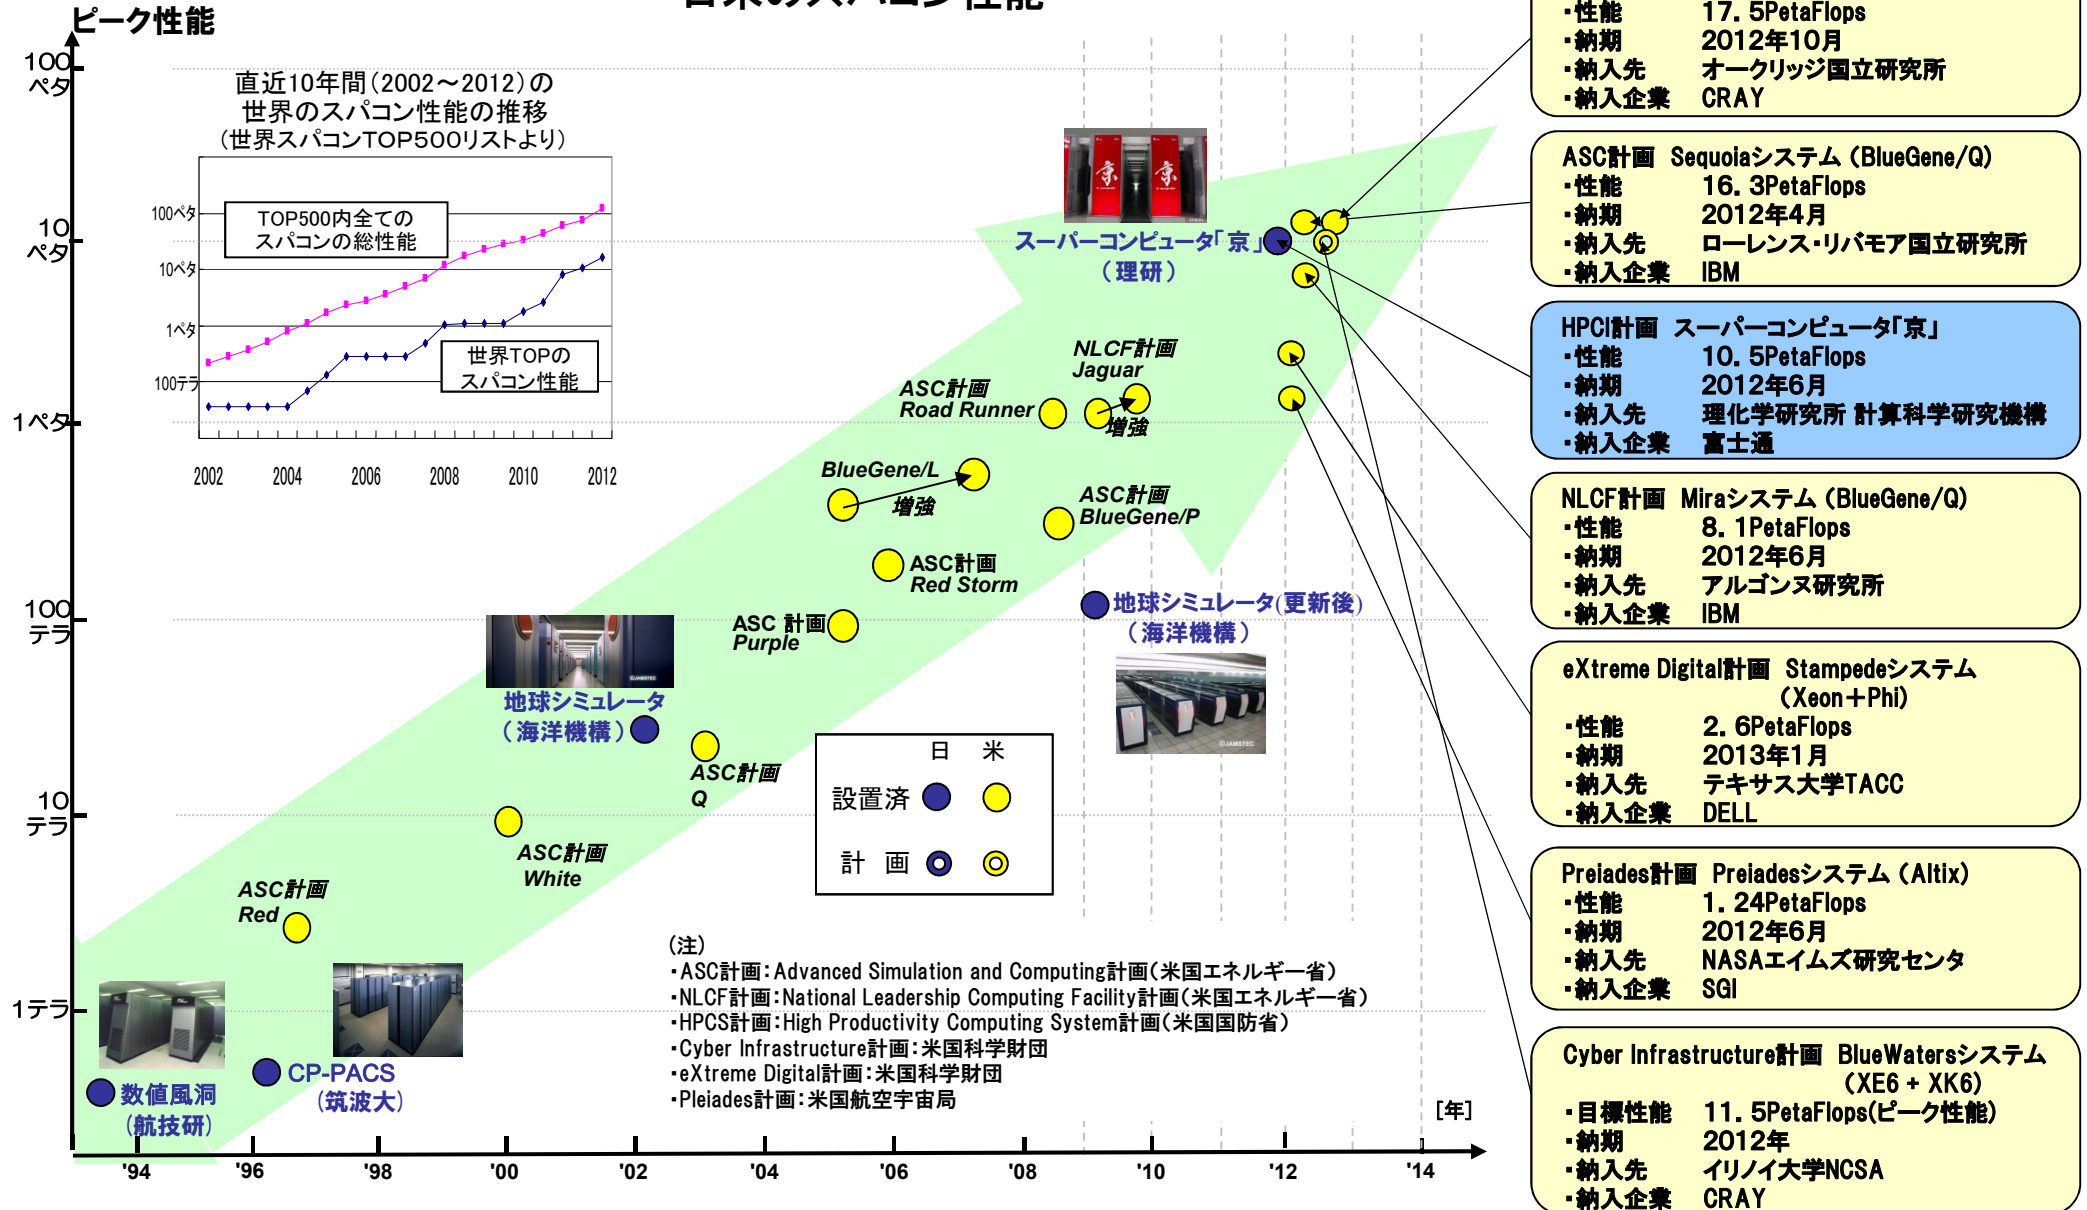 ピーク性能
100
ペタ
10
ペタ
1ペタ
100
テラ
10
テラ
1テラ
直近10年間(2002～2012)の
世界のスパコン性能の推移
(世界スパコンTOP500リストより)
100ペタ
10ペタ
1ペタ
100テラ
TOP500内全ての
スパコンの総性能
世界TOPの
スパコン性能
2002 2004 2006 2008 2010 2012
スーパーコンピュータ「京」
(理研)
NLCF計画
Jaguar
ASC計画
Road Runner
増強
BlueGene/L
増強
ASC計画
BlueGene/P
ASC計画
Red Storm
ASC 計画
Purple
地球シミュレータ(更新後)
(海洋機構)
©JAMSTEC
©JAMSTEC
地球シミュレータ
(海洋機構)
ASC計画
Q
ASC計画
White
ASC計画
Red
CP-PACS
(筑波大)
数値風洞
(航技研)
日 米
設置済
計 画
(注)
・ASC計画：Advanced Simulation and Computing計画(米国エネルギー省)
・NLCF計画：National Leadership Computing Facility計画(米国エネルギー省)
・HPCS計画：High Productivity Computing System計画(米国国防省)
・Cyber Infrastructure計画：米国科学財団
・eXtreme Digital計画：米国科学財団
・Pleiades計画：米国航空宇宙局
[年]
'94 '96 '98 '00 '02 '04 '06 '08 '10 '12 '14
・性能 17.5PetaFlops
・納期 2012年10月
・納入先 オークリッジ国立研究所
・納入企業 CRAY
ASC計画 Sequoiaシステム (BlueGene/Q)
・性能 16.3PetaFlops
・納期 2012年4月
・納入先 ローレンス・リバモア国立研究所
・納入企業 IBM
HPCI計画 スーパーコンピュータ「京」
・性能 10.5PetaFlops
・納期 2012年6月
・納入先 理化学研究所 計算科学研究機構
・納入企業 富士通
NLCF計画 Miraシステム (BlueGene/Q)
・性能 8.1PetaFlops
・納期 2012年6月
・納入先 アルゴンヌ研究所
・納入企業 IBM
eXtreme Digital計画 Stampedeシステム
(Xeon＋Phi)
・性能 2.6PetaFlops
・納期 2013年1月
・納入先 テキサス大学TACC
・納入企業 DELL
Preiades計画 Preiadesシステム (Altix)
・性能 1.24PetaFlops
・納期 2012年6月
・納入先 NASAエイムズ研究センタ
・納入企業 SGI
Cyber Infrastructure計画 BlueWatersシステム
(XE6 + XK6)
・目標性能 11.5PetaFlops(ピーク性能)
・納期 2012年
・納入先 イリノイ大学NCSA
・納入企業 CRAY